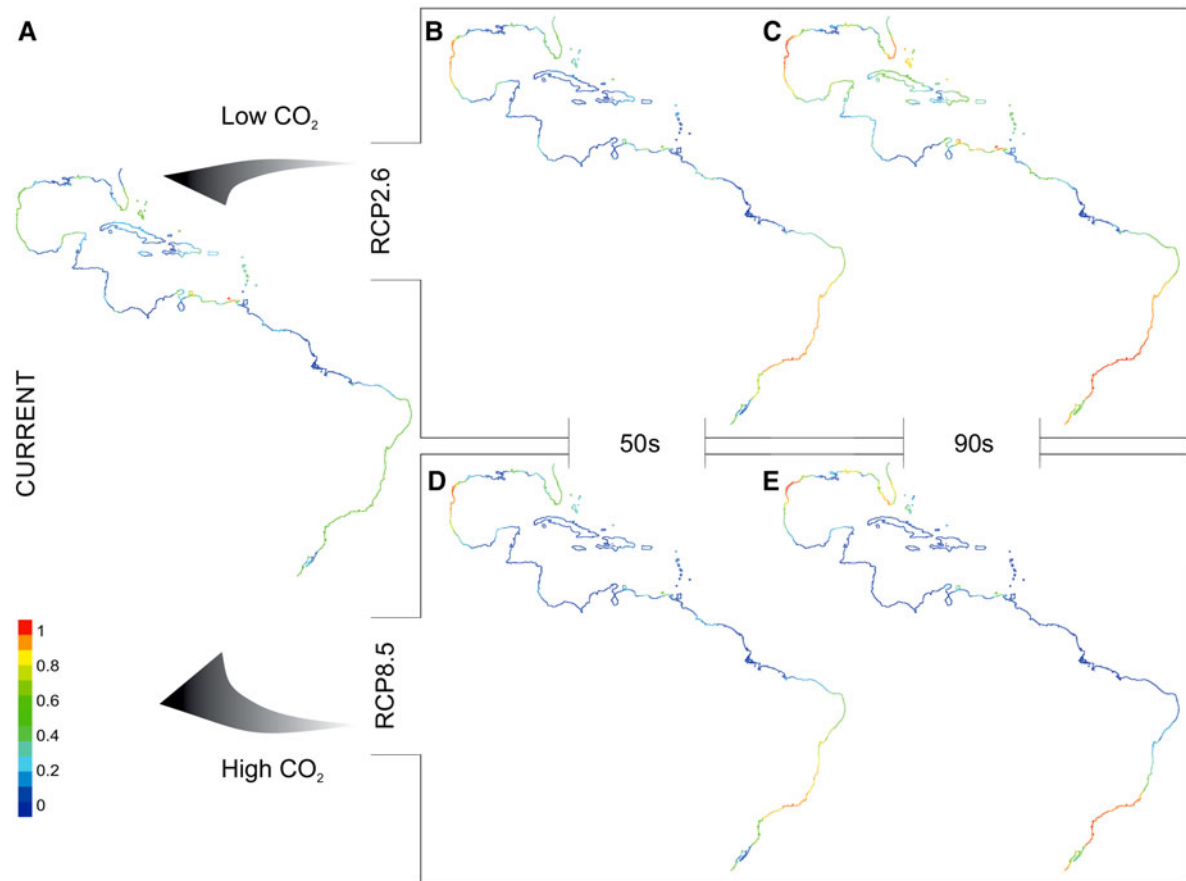 A
B
C
Low CO₂
RCP2.6
CURRENT
50s
90s
D
E
RCP8.5
High CO₂
1
0.8
0.6
0.4
0.2
0